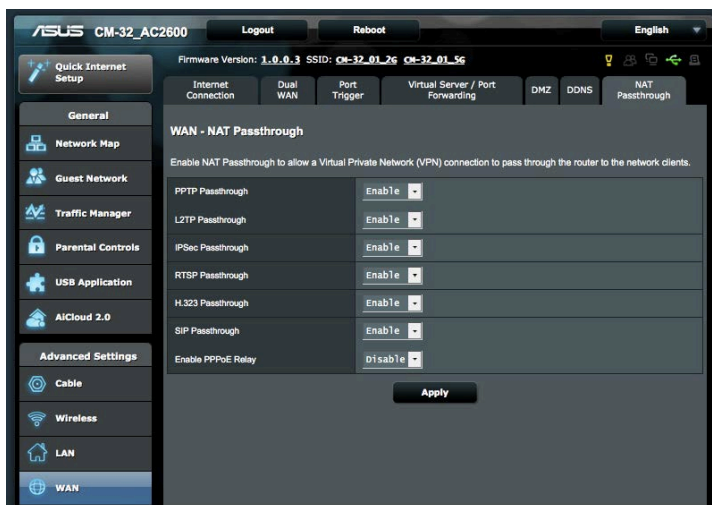 ASUS CM-32_AC2600 Logout Reboot English
Quick Internet
Setup
Firmware Version: 1.0.0.3 SSID: CM-32_01_2G CM-32_01_5G
Internet
Connection
Dual
WAN
Port
Trigger
Virtual Server / Port
Forwarding
DMZ
DDNS
NAT
Passthrough
General
Network Map
Guest Network
Traffic Manager
Parental Controls
USB Application
AiCloud 2.0
Advanced Settings
Cable
Wireless
LAN
WAN
WAN - NAT Passthrough
Enable NAT Passthrough to allow a Virtual Private Network (VPN) connection to pass through the router to the network clients.
PPTP Passthrough Enable
L2TP Passthrough Enable
IPSec Passthrough Enable
RTSP Passthrough Enable
H.323 Passthrough Enable
SIP Passthrough Enable
Enable PPPoE Relay Disable
Apply